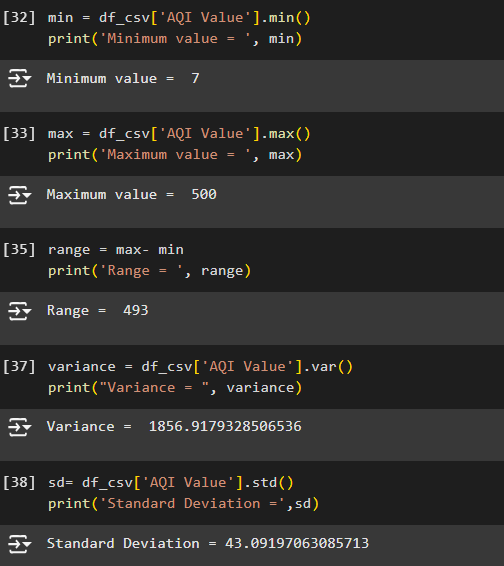 [32] min = df_csv['AQI Value'].min()
print('Minimum value = ', min)
Minimum value =  7
[33] max = df_csv['AQI Value'].max()
print('Maximum value = ', max)
Maximum value =  500
[35] range = max- min
print('Range = ', range)
Range =  493
[37] variance = df_csv['AQI Value'].var()
print("Variance = ", variance)
Variance =  1856.9179328506536
[38] sd= df_csv['AQI Value'].std()
print('Standard Deviation =',sd)
Standard Deviation = 43.09197063085713